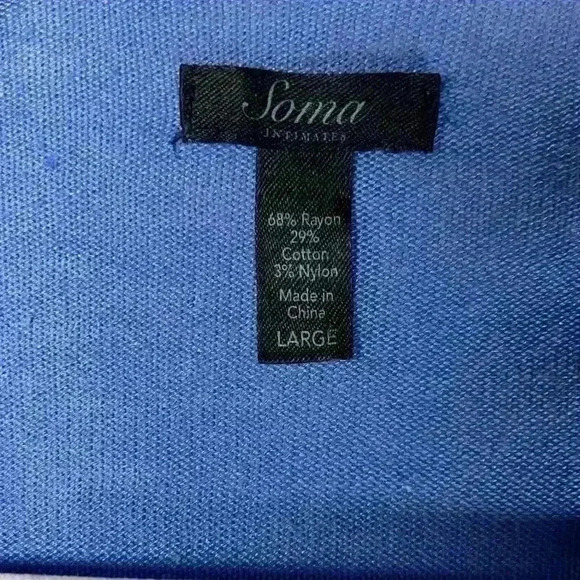 Soma
INTIMATES
68% Rayon
29%
Cotton
3% Nylon
Made in
China
LARGE